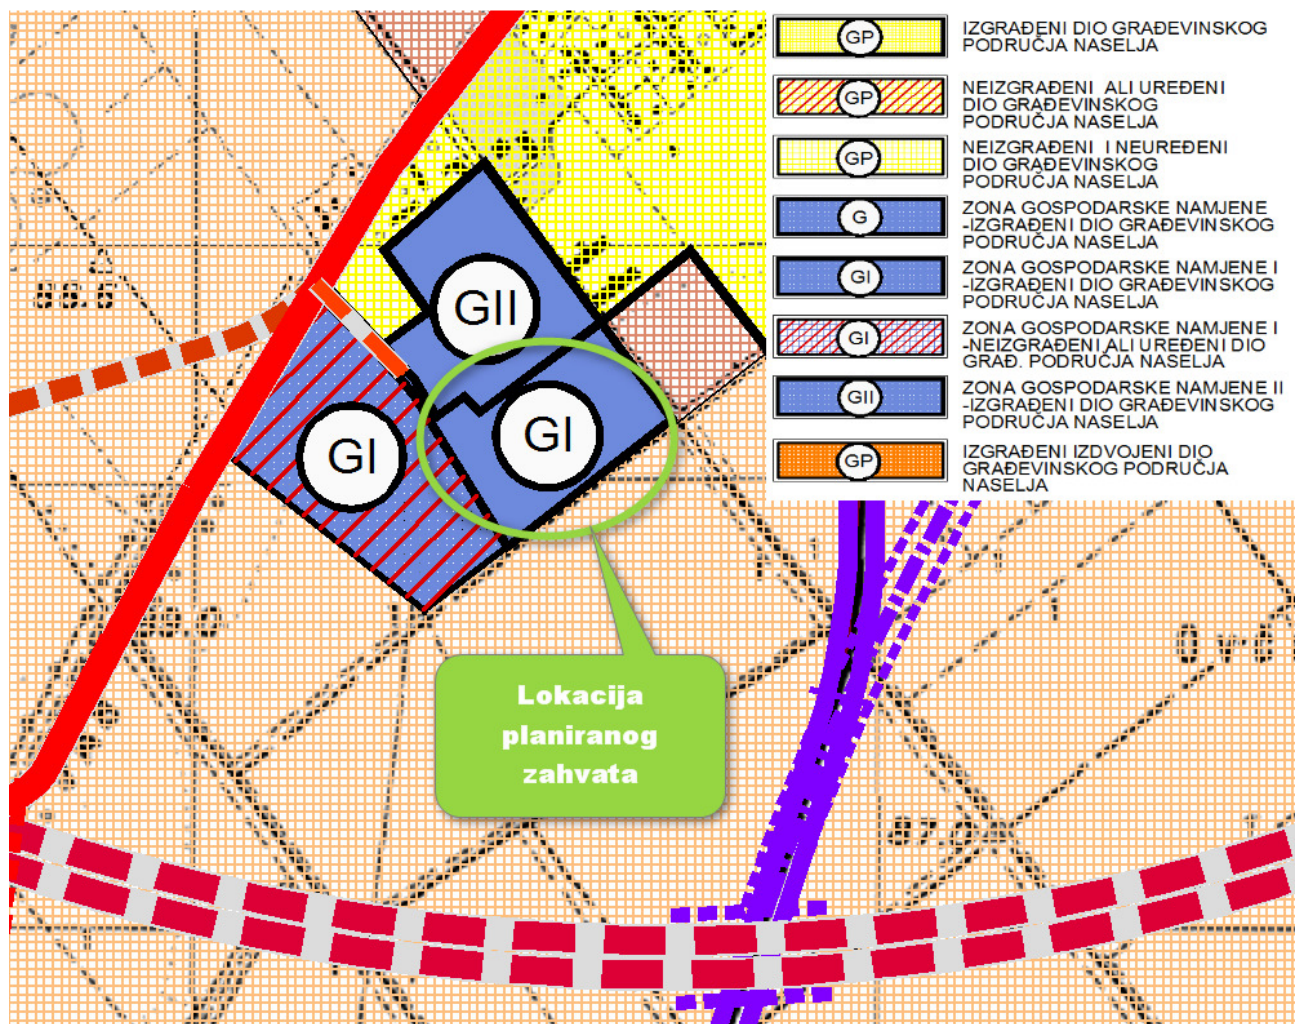 GP
IZGRAĐENI DIO GRAĐEVINSKOG
PODRUČJA NASELJA
GP
NEIZGRAĐENI ALI UREĐENI
DIO GRAĐEVINSKOG
PODRUČJA NASELJA
GP
NEIZGRAĐENI I NEUREĐENI
DIO GRAĐEVINSKOG
PODRUČJA NASELJA
G
ZONA GOSPODARSKE NAMJENE
-IZGRAĐENI DIO GRAĐEVINSKOG
PODRUČJA NASELJA
GI
ZONA GOSPODARSKE NAMJENE I
-IZGRAĐENI DIO GRAĐEVINSKOG
PODRUČJA NASELJA
GI
ZONA GOSPODARSKE NAMJENE I
-NEIZGRAĐENI ALI UREĐENI DIO
GRAĐ. PODRUČJA NASELJA
GII
ZONA GOSPODARSKE NAMJENE II
-IZGRAĐENI DIO GRAĐEVINSKOG
PODRUČJA NASELJA
GP
IZGRAĐENI IZDVOJENI DIO
GRAĐEVINSKOG PODRUČJA
NASELJA
GII
GI
GI
Lokacija
planiranog
zahvata